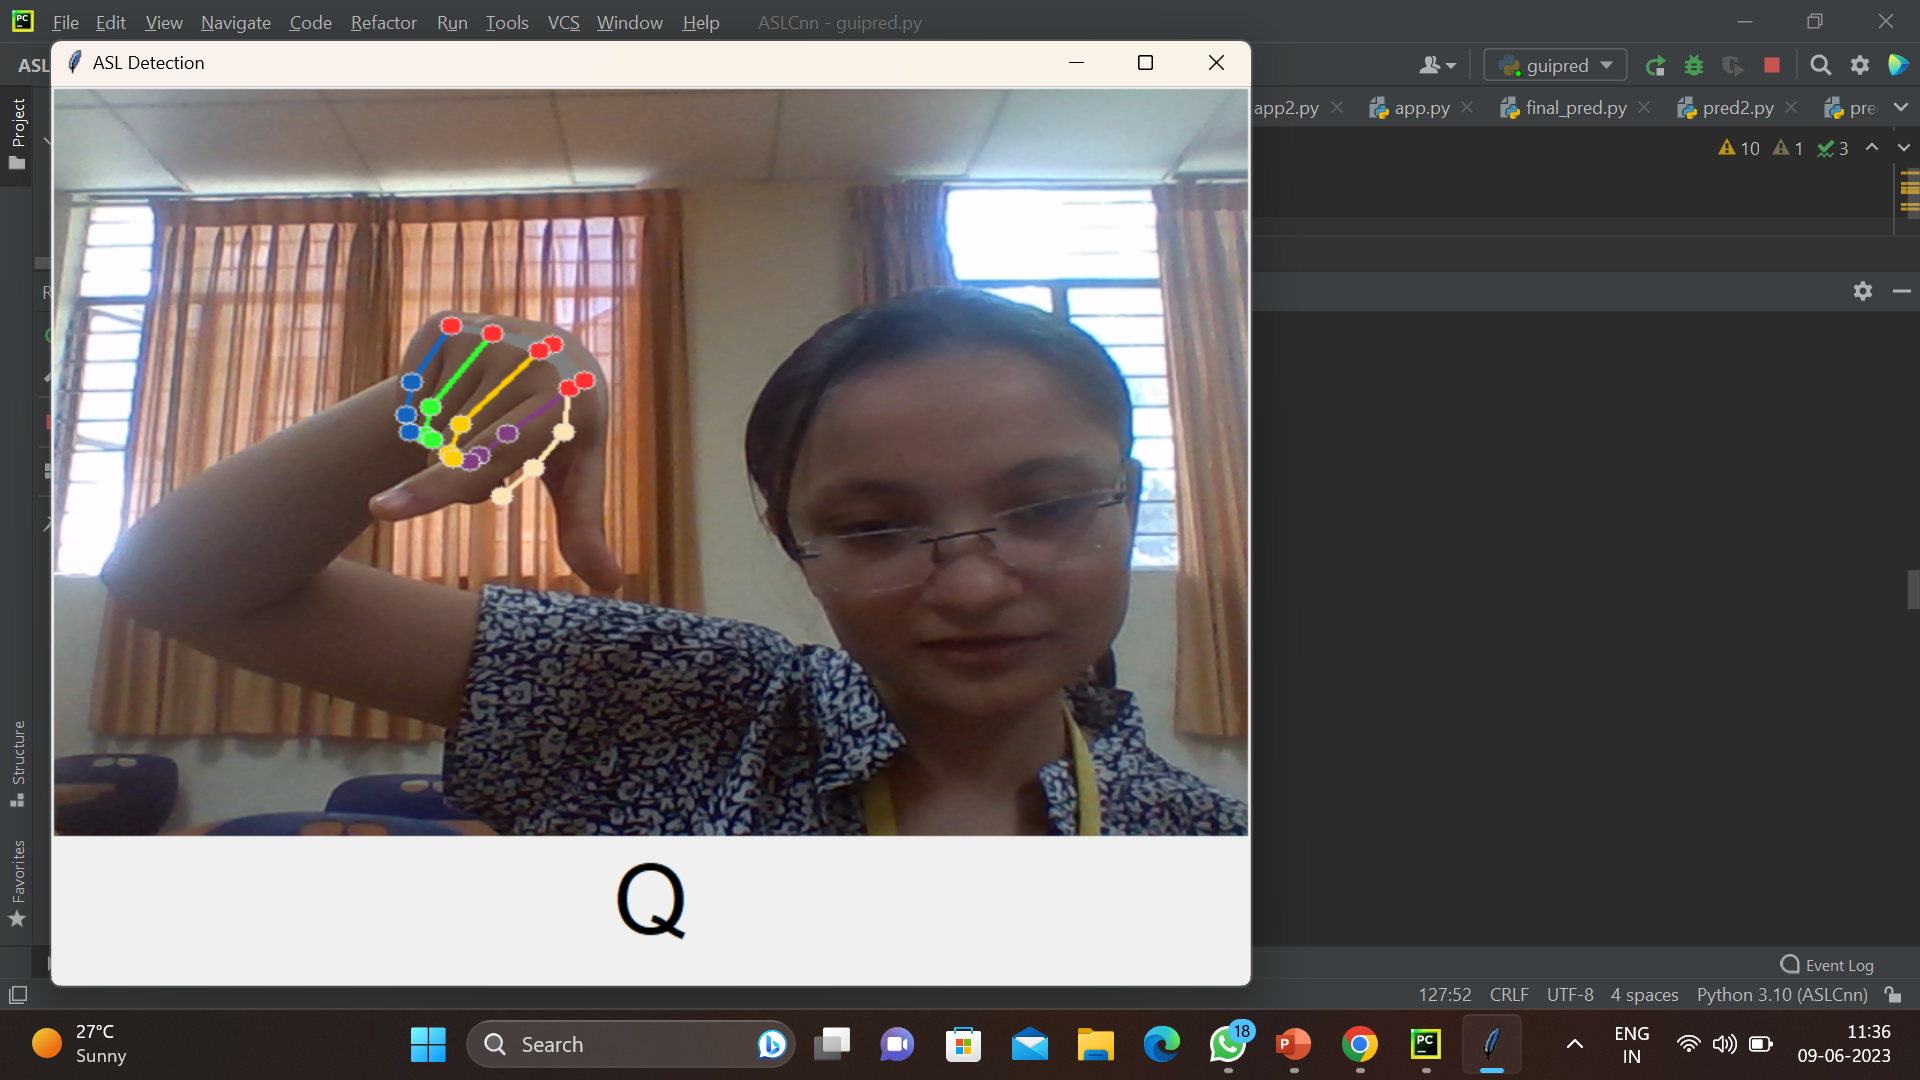 PC File Edit View Navigate Code Refactor Run Tools VCS Window Help ASLCnn - guipred.py
ASL
ASL Detection
guipred
app2.py app.py final_pred.py pred2.py pre
10 1 3
Project
R
Structure
Favorites
Q
Event Log
127:52 CRLF UTF-8 4 spaces Python 3.10 (ASLCnn)
27°C
Sunny
Search
18
P
PC
ENG
IN
11:36
09-06-2023